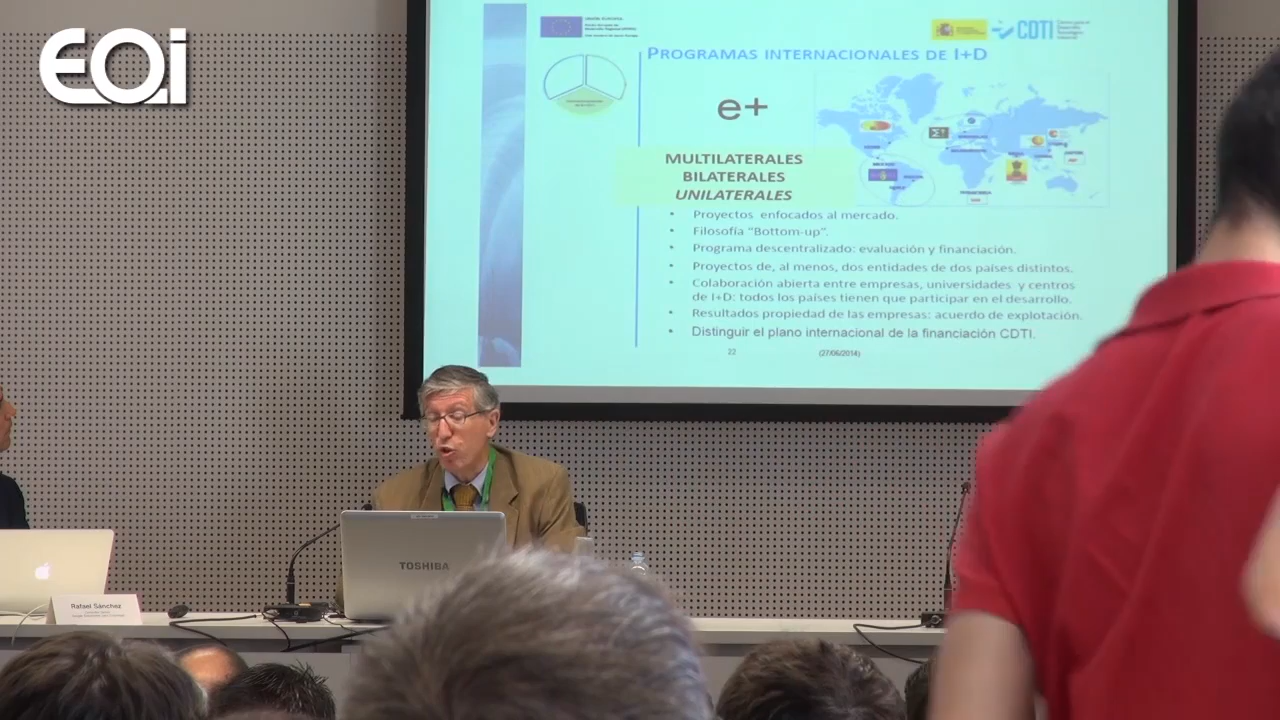 EOi
UNIÓN EUROPEA
CDTI
PROGRAMAS INTERNACIONALES DE I+D
e+
Σ!
MULTILATERALES
BILATERALES
UNILATERALES
• Proyectos enfocados al mercado.
• Filosofía "Bottom-up".
• Programa descentralizado: evaluación y financiación.
• Proyectos de, al menos, dos entidades de dos países distintos.
• Colaboración abierta entre empresas, universidades y centros
de I+D: todos los países tienen que participar en el desarrollo.
• Resultados propiedad de las empresas: acuerdo de explotación.
• Distinguir el plano internacional de la financiación CDTI.
22 (27/06/2014)
TOSHIBA
Rafael Sánchez